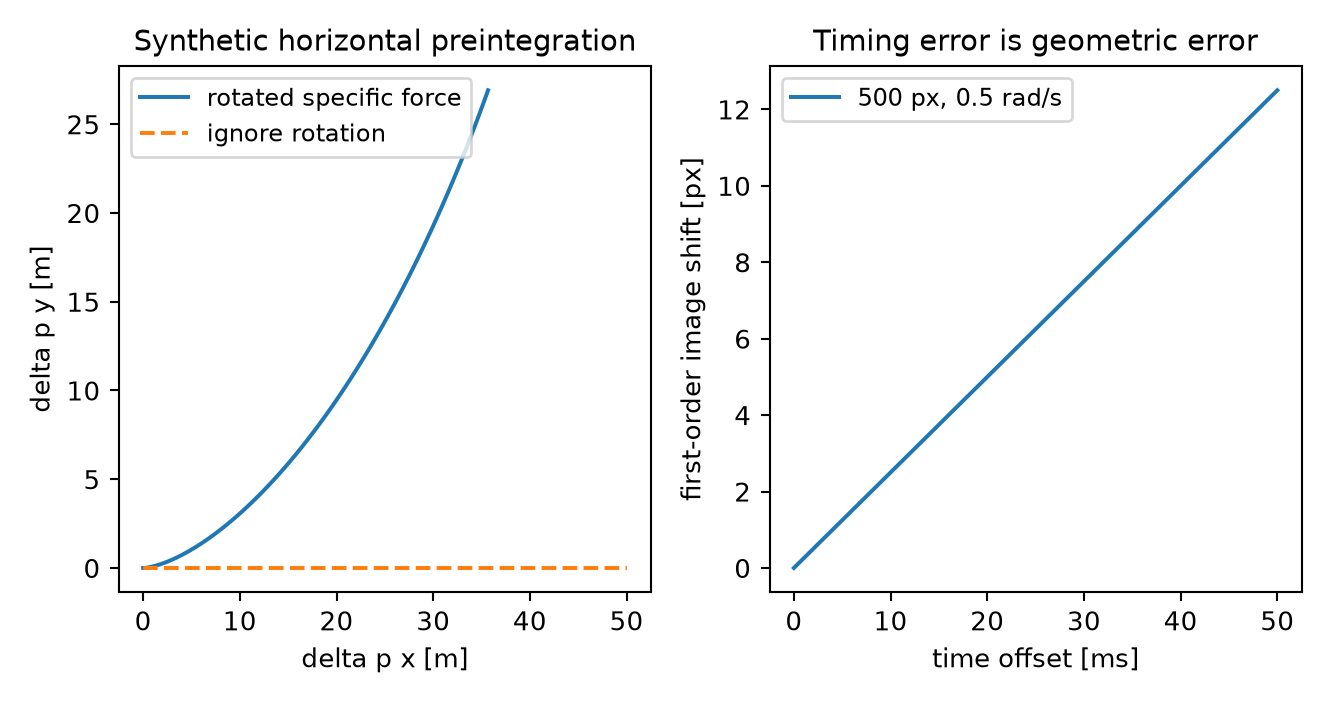 Synthetic horizontal preintegration
rotated specific force
ignore rotation
25
20
15
10
5
0
delta p y [m]
0 10 20 30 40 50
delta p x [m]
Timing error is geometric error
500 px, 0.5 rad/s
12
10
8
6
4
2
0
first-order image shift [px]
0 10 20 30 40 50
time offset [ms]